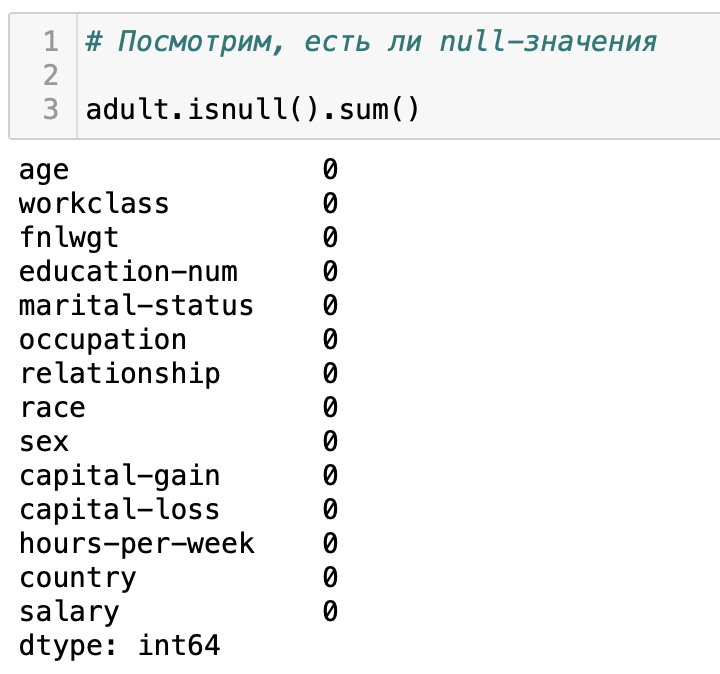 1 # Посмотрим, есть ли null-значения
2
3 adult.isnull().sum()
age 0
workclass 0
fnlwgt 0
education-num 0
marital-status 0
occupation 0
relationship 0
race 0
sex 0
capital-gain 0
capital-loss 0
hours-per-week 0
country 0
salary 0
dtype: int64